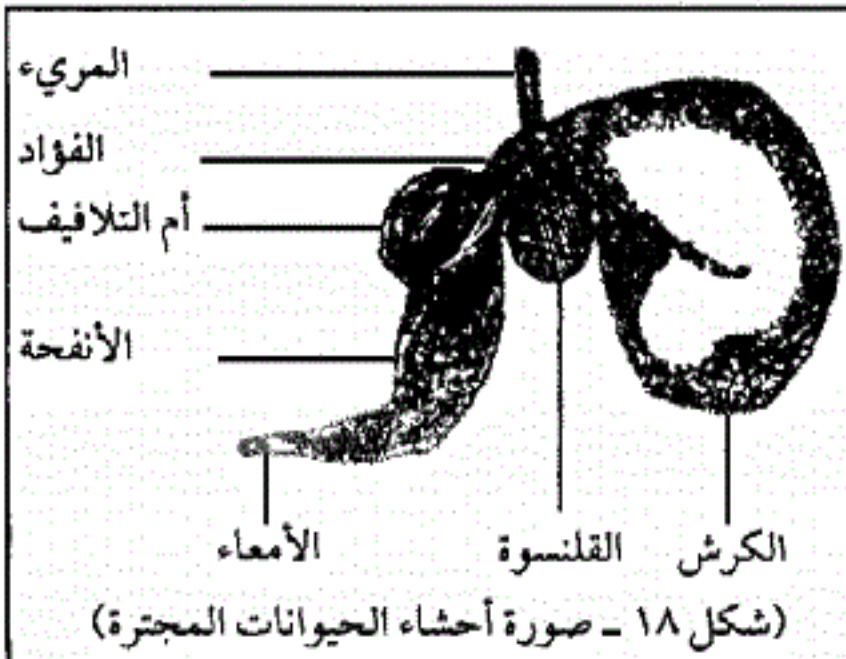 المريء
الفؤاد
أم التلافيف
الأنفحة
الأمعاء القلنسوة الكرش
(شكل ١٨ ـ صورة أحشاء الحيوانات المجترة)